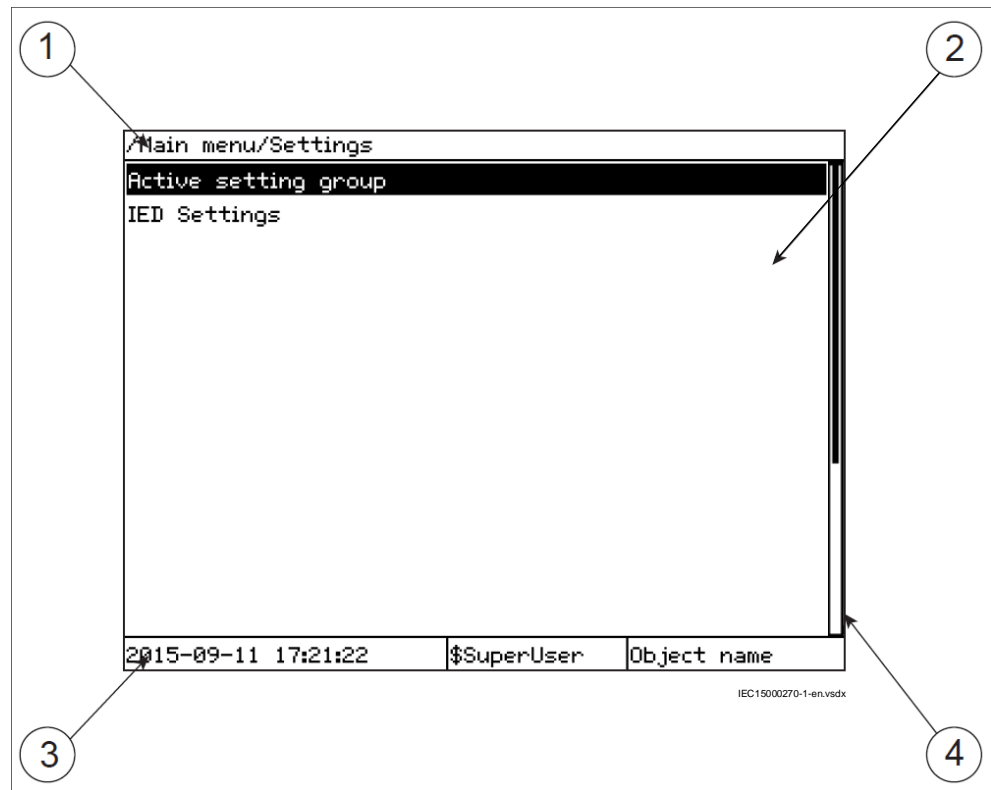 1
2
/Main menu/Settings
Active setting group
IED Settings
2015-09-11 17:21:22 $SuperUser Object name
IEC15000270-1-en.vsdx
3
4